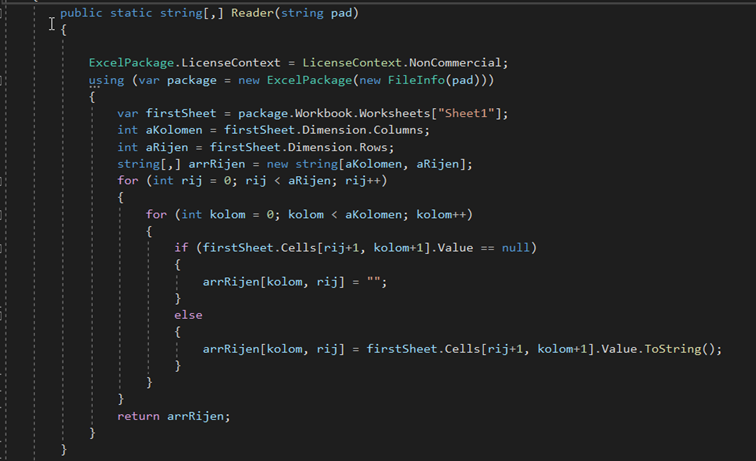 public static string[,] Reader(string pad)
{
ExcelPackage.LicenseContext = LicenseContext.NonCommercial;
using (var package = new ExcelPackage(new FileInfo(pad)))
{
var firstSheet = package.Workbook.Worksheets["Sheet1"];
int aKolomen = firstSheet.Dimension.Columns;
int aRijen = firstSheet.Dimension.Rows;
string[,] arrRijen = new string[aKolomen, aRijen];
for (int rij = 0; rij < aRijen; rij++)
{
for (int kolom = 0; kolom < aKolomen; kolom++)
{
if (firstSheet.Cells[rij+1, kolom+1].Value == null)
{
arrRijen[kolom, rij] = "";
}
else
{
arrRijen[kolom, rij] = firstSheet.Cells[rij+1, kolom+1].Value.ToString();
}
}
}
return arrRijen;
}
}